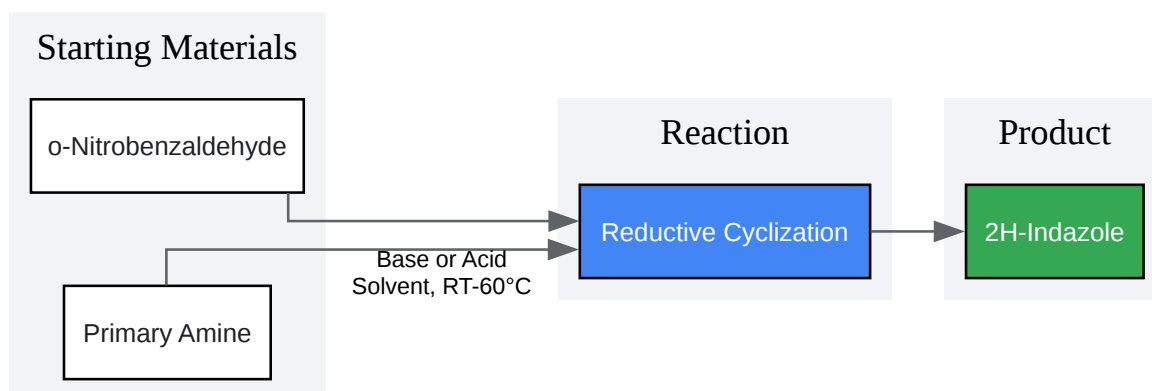 Starting Materials
o-Nitrobenzaldehyde
Primary Amine
Base or Acid
Solvent, RT-60°C
Reaction
Reductive Cyclization
Product
2H-Indazole